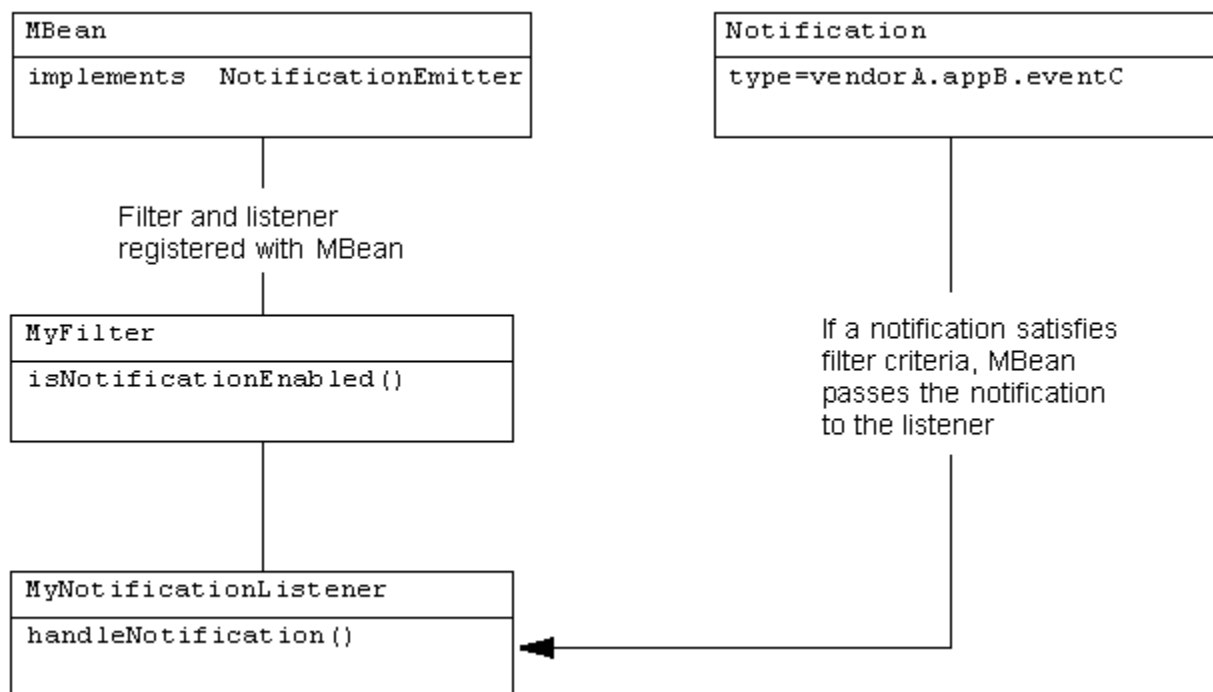 MBean
implements NotificationEmitter
Notification
type=vendorA.appB.eventC
Filter and listener
registered with MBean
MyFilter
isNotificationEnabled()
If a notification satisfies
filter criteria, MBean
passes the notification
to the listener
MyNotificationListener
handleNotification()